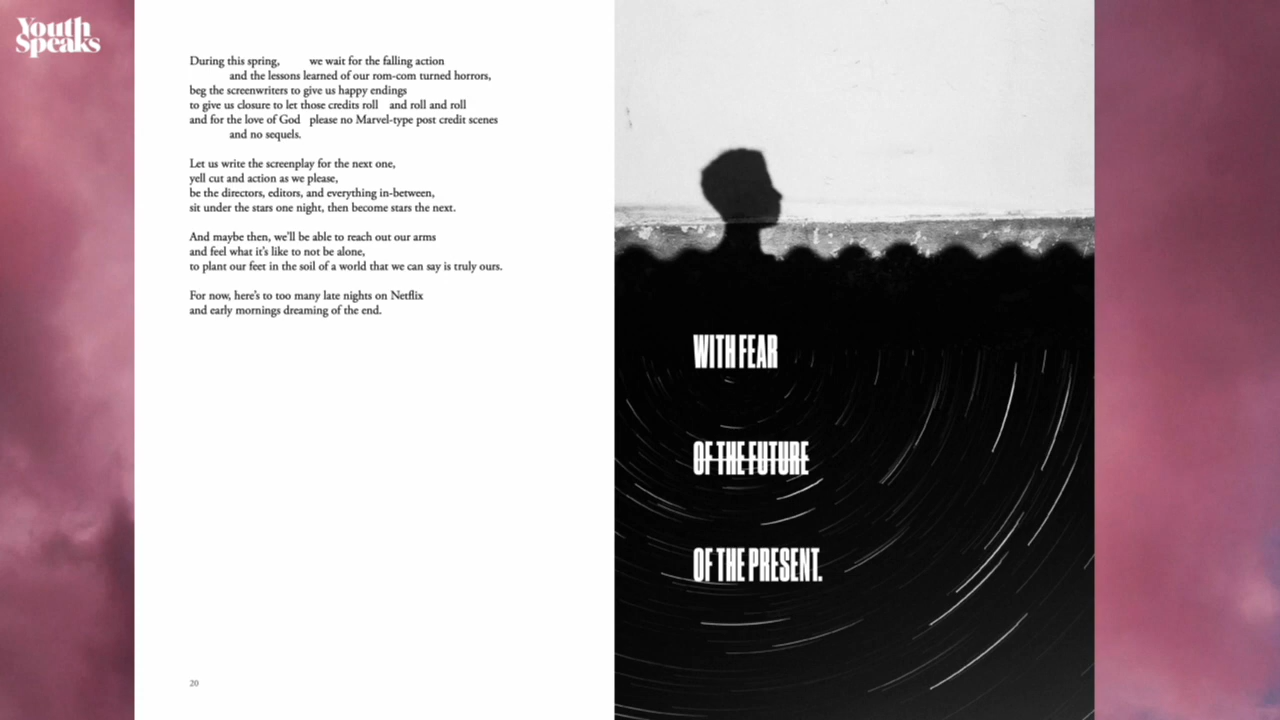 Youth
Speaks
During this spring, we wait for the falling action
and the lessons learned of our rom-com turned horrors,
beg the screenwriters to give us happy endings
to give us closure to let those credits roll and roll and roll
and for the love of God please no Marvel-type post credit scenes
and no sequels.
Let us write the screenplay for the next one,
yell cut and action as we please,
be the directors, editors, and everything in-between,
sit under the stars one night, then become stars the next.
And maybe then, we'll be able to reach out our arms
and feel what it's like to not be alone,
to plant our feet in the soil of a world that we can say is truly ours.
For now, here's to too many late nights on Netflix
and early mornings dreaming of the end.
20
WITH FEAR
OF THE FUTURE
OF THE PRESENT.